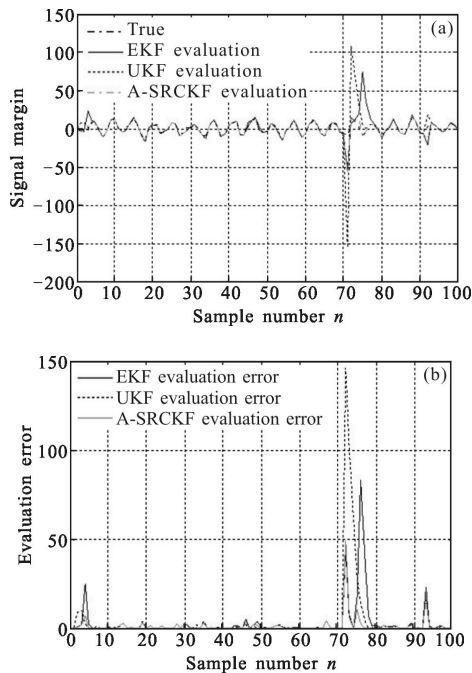 (a)
True
EKF evaluation
UKF evaluation
A-SRCKF evaluation
150
100
50
0
−50
−100
−150
−200
Signal margin
0 10 20 30 40 50 60 70 80 90 100
Sample number n
(b)
EKF evaluation error
UKF evaluation error
A-SRCKF evaluation error
150
100
50
0
Evaluation error
0 10 20 30 40 50 60 70 80 90 100
Sample number n